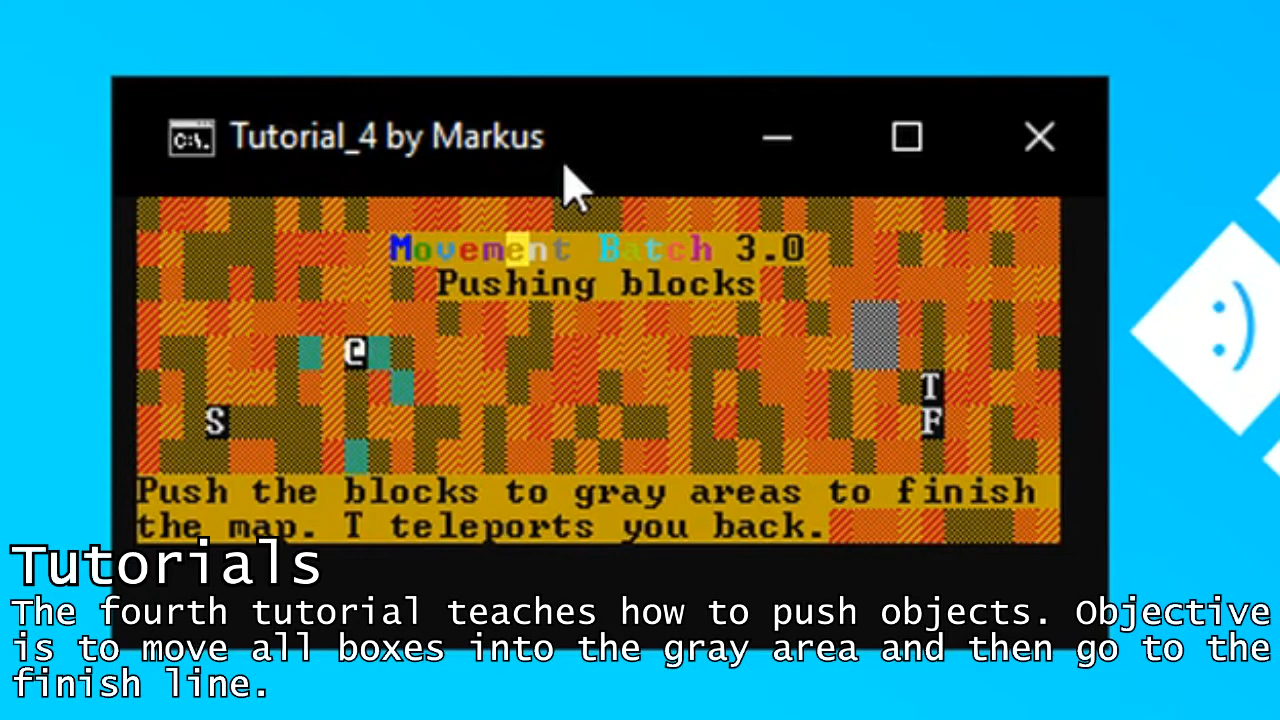 Tutorial_4 by Markus
Movement Batch 3.0
Pushing blocks
@
T
S
F
Push the blocks to gray areas to finish
the map. T teleports you back.
Tutorials
The fourth tutorial teaches how to push objects. Objective
is to move all boxes into the gray area and then go to the
finish line.